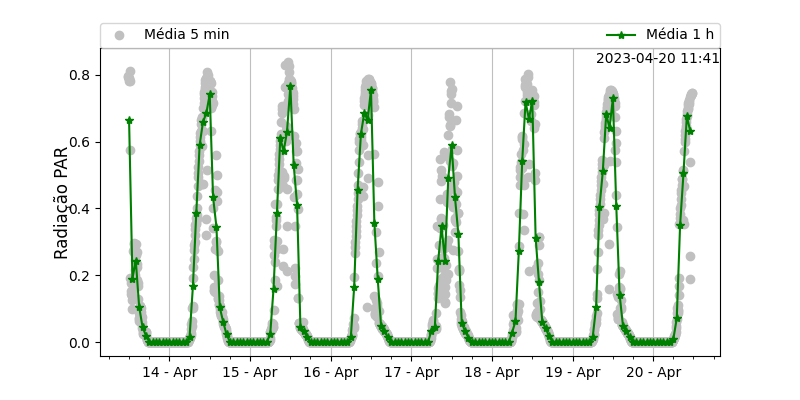 Média 5 min
Média 1 h
2023-04-20 11:41
Radiação PAR
0.8
0.6
0.4
0.2
0.0
14 - Apr
15 - Apr
16 - Apr
17 - Apr
18 - Apr
19 - Apr
20 - Apr